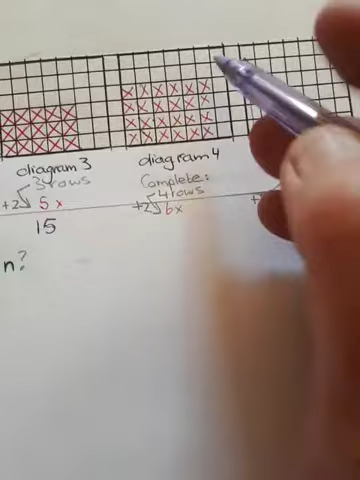 diagram 3
3 rows
+2 5 x
15
diagram 4
Complete:
4 rows
+2 6x
+
n?